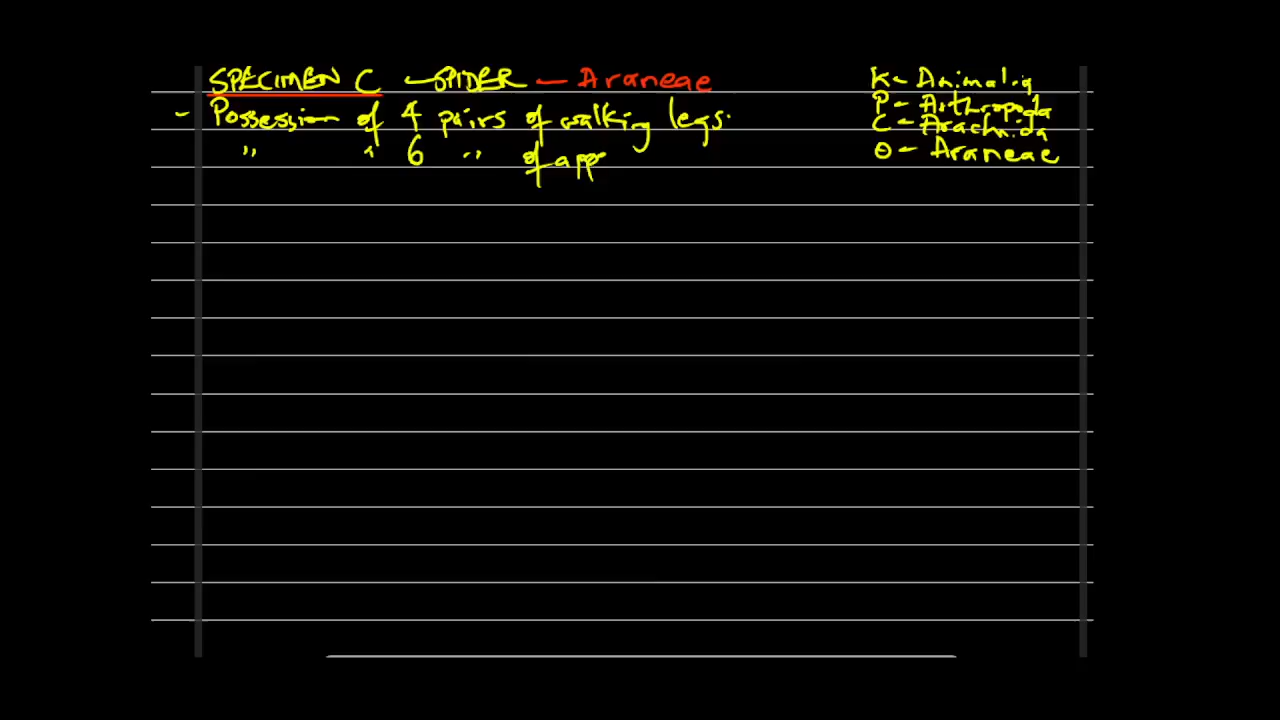 SPECIMEN C - SPIDER - Araneae
- Possession of 4 pairs of walking legs.
" " 6 " of app
K - Animalia
P - Arthropoda
C - Arachnida
O - Araneae